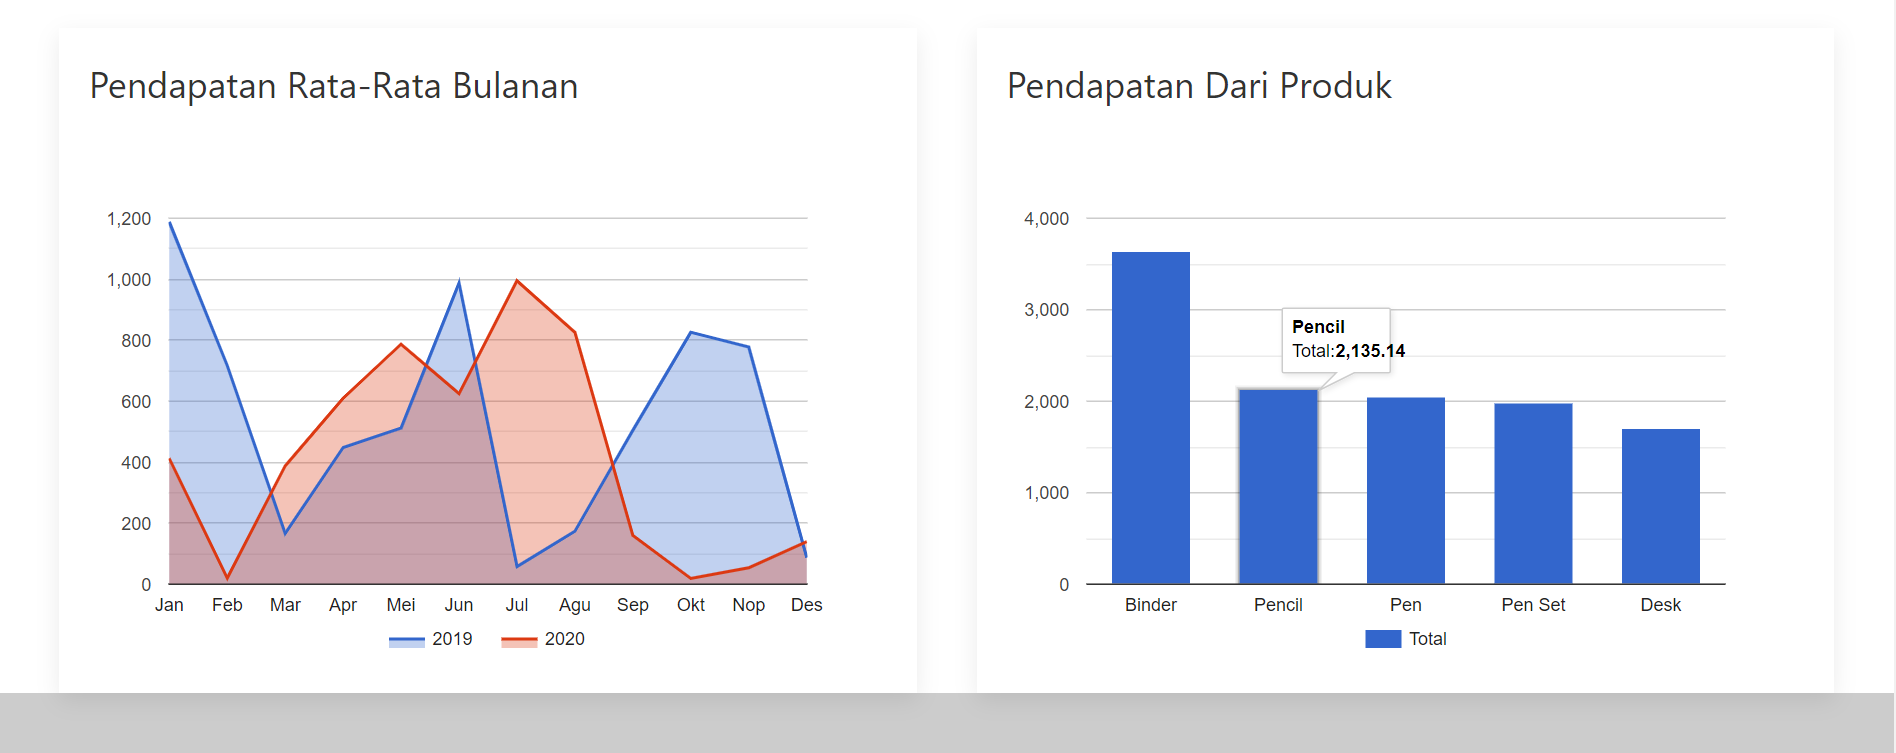 Pendapatan Rata-Rata Bulanan
1,200
1,000
800
600
400
200
0
Jan Feb Mar Apr Mei Jun Jul Agu Sep Okt Nop Des
2019 2020
Pendapatan Dari Produk
4,000
3,000
2,000
1,000
0
Pencil
Total:2,135.14
Binder Pencil Pen Pen Set Desk
Total